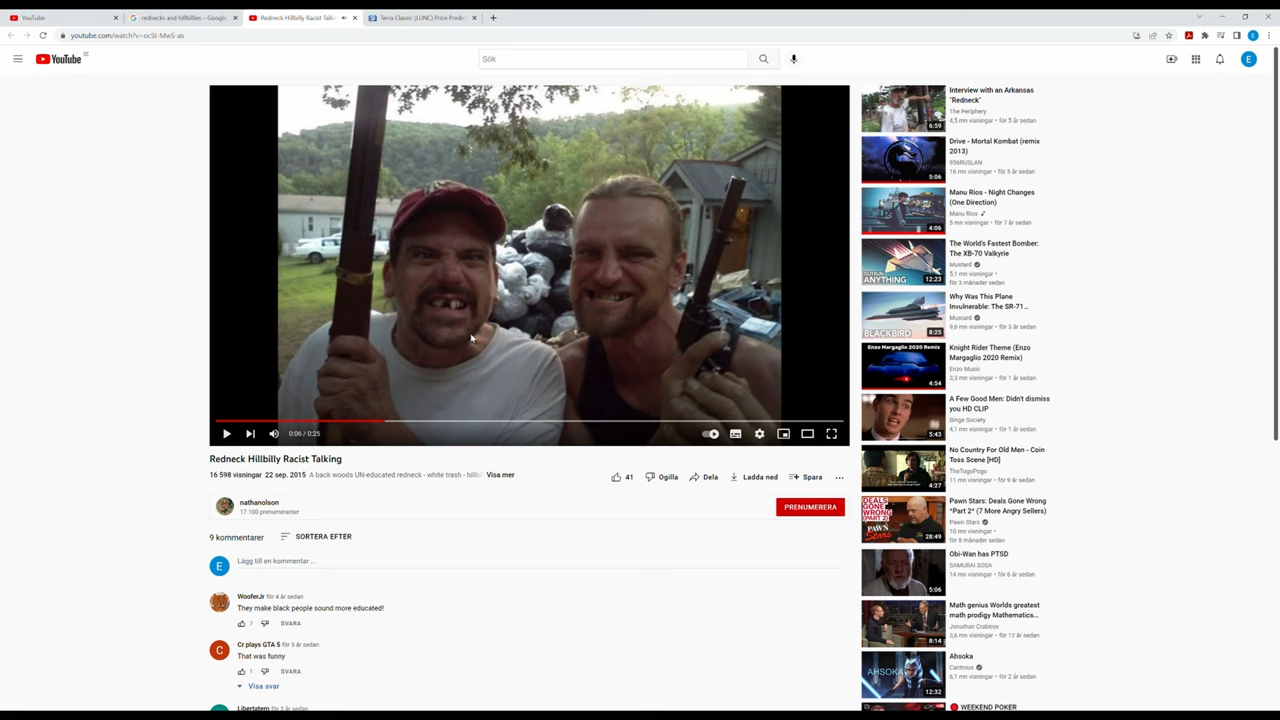 YouTube
rednecks and hillbillies – Google
Redneck Hillbilly Racist Talk
Terra Classic (LUNC) Price Predic
youtube.com/watch?v=ocSt-MwS-as
YouTube SE
Sök
E
Redneck Hillbilly Racist Talking
16 598 visningar 22 sep. 2015 A back woods UN-educated redneck - white trash - hillb Visa mer
0:06 / 0:25
41
Ogilla
Dela
Ladda ned
Spara
nathanolson
17 100 prenumeranter
PRENUMERERA
9 kommentarer
SORTERA EFTER
E
Lägg till en kommentar ...
WooferJr för 4 år sedan
They make black people sound more educated!
7
SVARA
C
Cr plays GTA 5 för 5 år sedan
That was funny
1
SVARA
Visa svar
Libertatem för 3 år sedan
6:59
Interview with an Arkansas
"Redneck"
The Periphery
4,5 mn visningar • för 5 år sedan
5:06
Drive - Mortal Kombat (remix
2013)
956RUSLAN
16 mn visningar • för 5 år sedan
4:06
Manu Rios - Night Changes
(One Direction)
Manu Rios
5 mn visningar • för 7 år sedan
OUTRUN
ANYTHING
12:23
The World's Fastest Bomber:
The XB-70 Valkyrie
Mustard
5,1 mn visningar •
för 3 månader sedan
BLACKBIRD
8:25
Why Was This Plane
Invulnerable: The SR-71...
Mustard
9,6 mn visningar • för 3 år sedan
Enzo Margaglio 2020 Remix
4:54
Knight Rider Theme (Enzo
Margaglio 2020 Remix)
Enzo Music
3,3 mn visningar • för 1 år sedan
5:43
A Few Good Men: Didn't dismiss
you HD CLIP
Binge Society
4,1 mn visningar • för 1 år sedan
4:27
No Country For Old Men - Coin
Toss Scene [HD]
TheTogoPogo
11 mn visningar • för 9 år sedan
DEALS
GONE
WRONG
(PART 2)
PAWN
STARS
28:49
Pawn Stars: Deals Gone Wrong
*Part 2* (7 More Angry Sellers)
Pawn Stars
10 mn visningar •
för 8 månader sedan
5:06
Obi-Wan has PTSD
SAMURAI SOSA
14 mn visningar • för 6 år sedan
8:14
Math genius Worlds greatest
math prodigy Mathematics...
Jonathan Crabtree
3,6 mn visningar • för 12 år sedan
AHSOKA
12:32
Ahsoka
Cantrous
6,1 mn visningar • för 2 år sedan
WEEKEND POKER